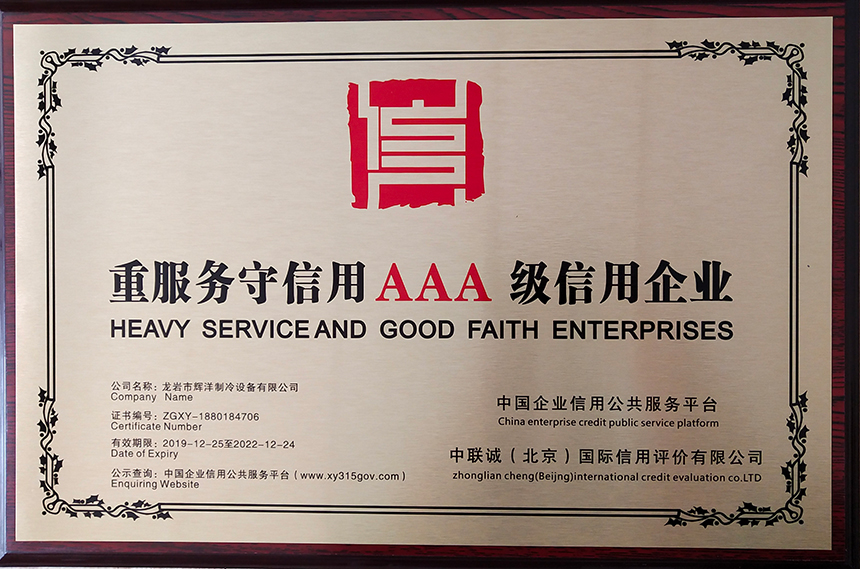 信
重服务守信用AAA 级信用企业
HEAVY SERVICE AND GOOD FAITH ENTERPRISES
公司名称：龙岩市辉洋制冷设备有限公司
Company Name
证书编号：ZGXY-1880184706
Certificate Number
有效期限：2019-12-25至2022-12-24
Date of Expiry
公示查询：中国企业信用公共服务平台（www.xy315gov.com）
Enquiring Website
中国企业信用公共服务平台
China enterprise credit public service platform
中联诚（北京）国际信用评价有限公司
zhonglian cheng(Beijng)international credit evaluation co.LTD